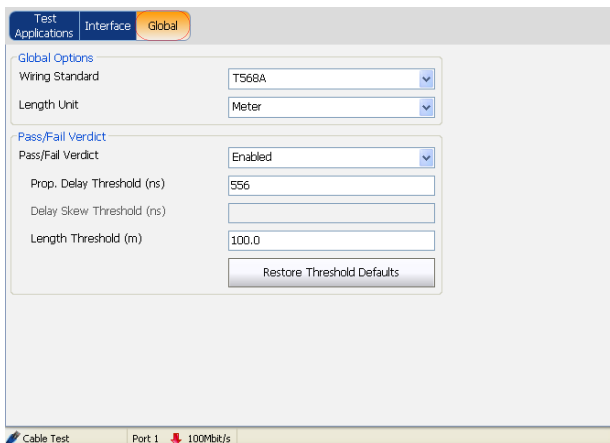 Test Applications
Interface
Global
Global Options
Wiring Standard
T568A
Length Unit
Meter
Pass/Fail Verdict
Pass/Fail Verdict
Enabled
Prop. Delay Threshold (ns)
556
Delay Skew Threshold (ns)
Length Threshold (m)
100.0
Restore Threshold Defaults
Cable Test
Port 1
100Mbit/s